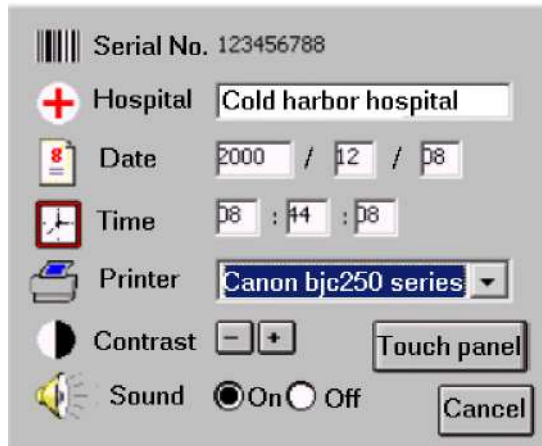 Serial No. 123456788
Hospital Cold harbor hospital
Date 2000 / 12 / 08
Time 08 : 44 : 08
Printer Canon bjc250 series
Contrast - +
Touch panel
Sound On Off
Cancel